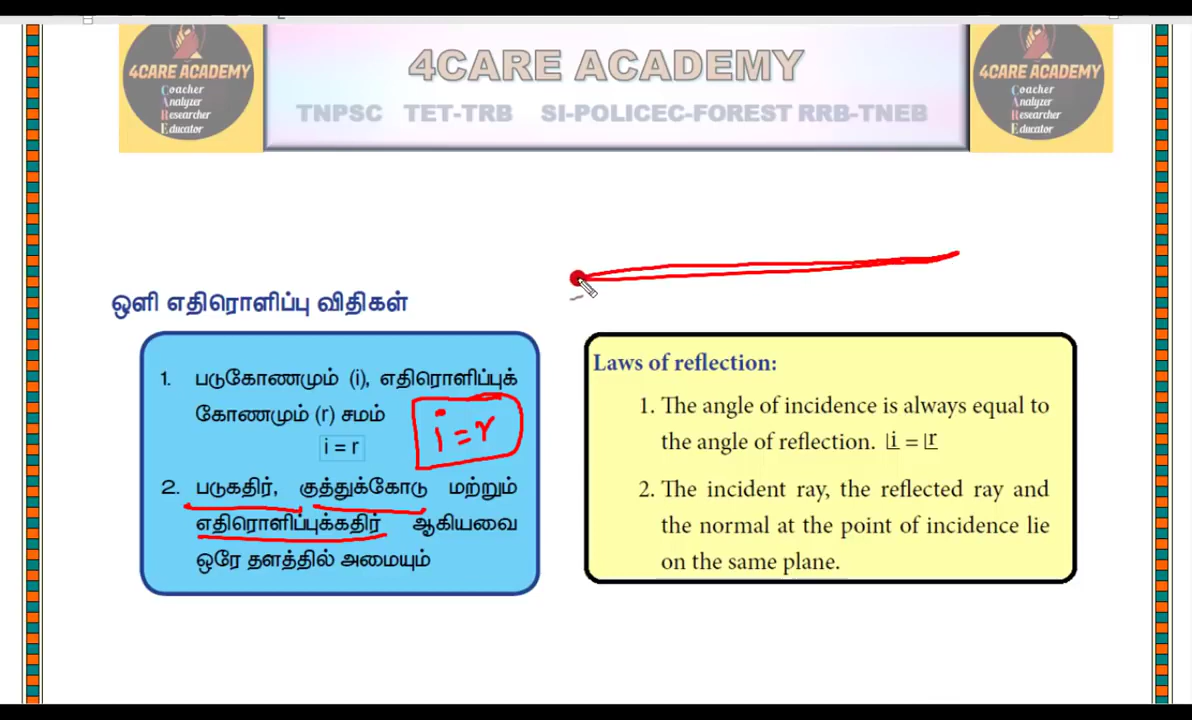 4CARE ACADEMY
Coacher
Analyzer
Researcher
Educator
4CARE ACADEMY
TNPSC TET-TRB SI-POLICEC-FOREST RRB-TNEB
4CARE ACADEMY
Coacher
Analyzer
Researcher
Educator
ஒளி எதிரொளிப்பு விதிகள்
1. படுகோணமும் (i), எதிரொளிப்புக்
கோணமும் (r) சமம்
i = r
i = r
2. படுகதிர், குத்துக்கோடு மற்றும்
எதிரொளிப்புக்கதிர் ஆகியவை
ஒரே தளத்தில் அமையும்
Laws of reflection:
1. The angle of incidence is always equal to
the angle of reflection. |i = |r
2. The incident ray, the reflected ray and
the normal at the point of incidence lie
on the same plane.